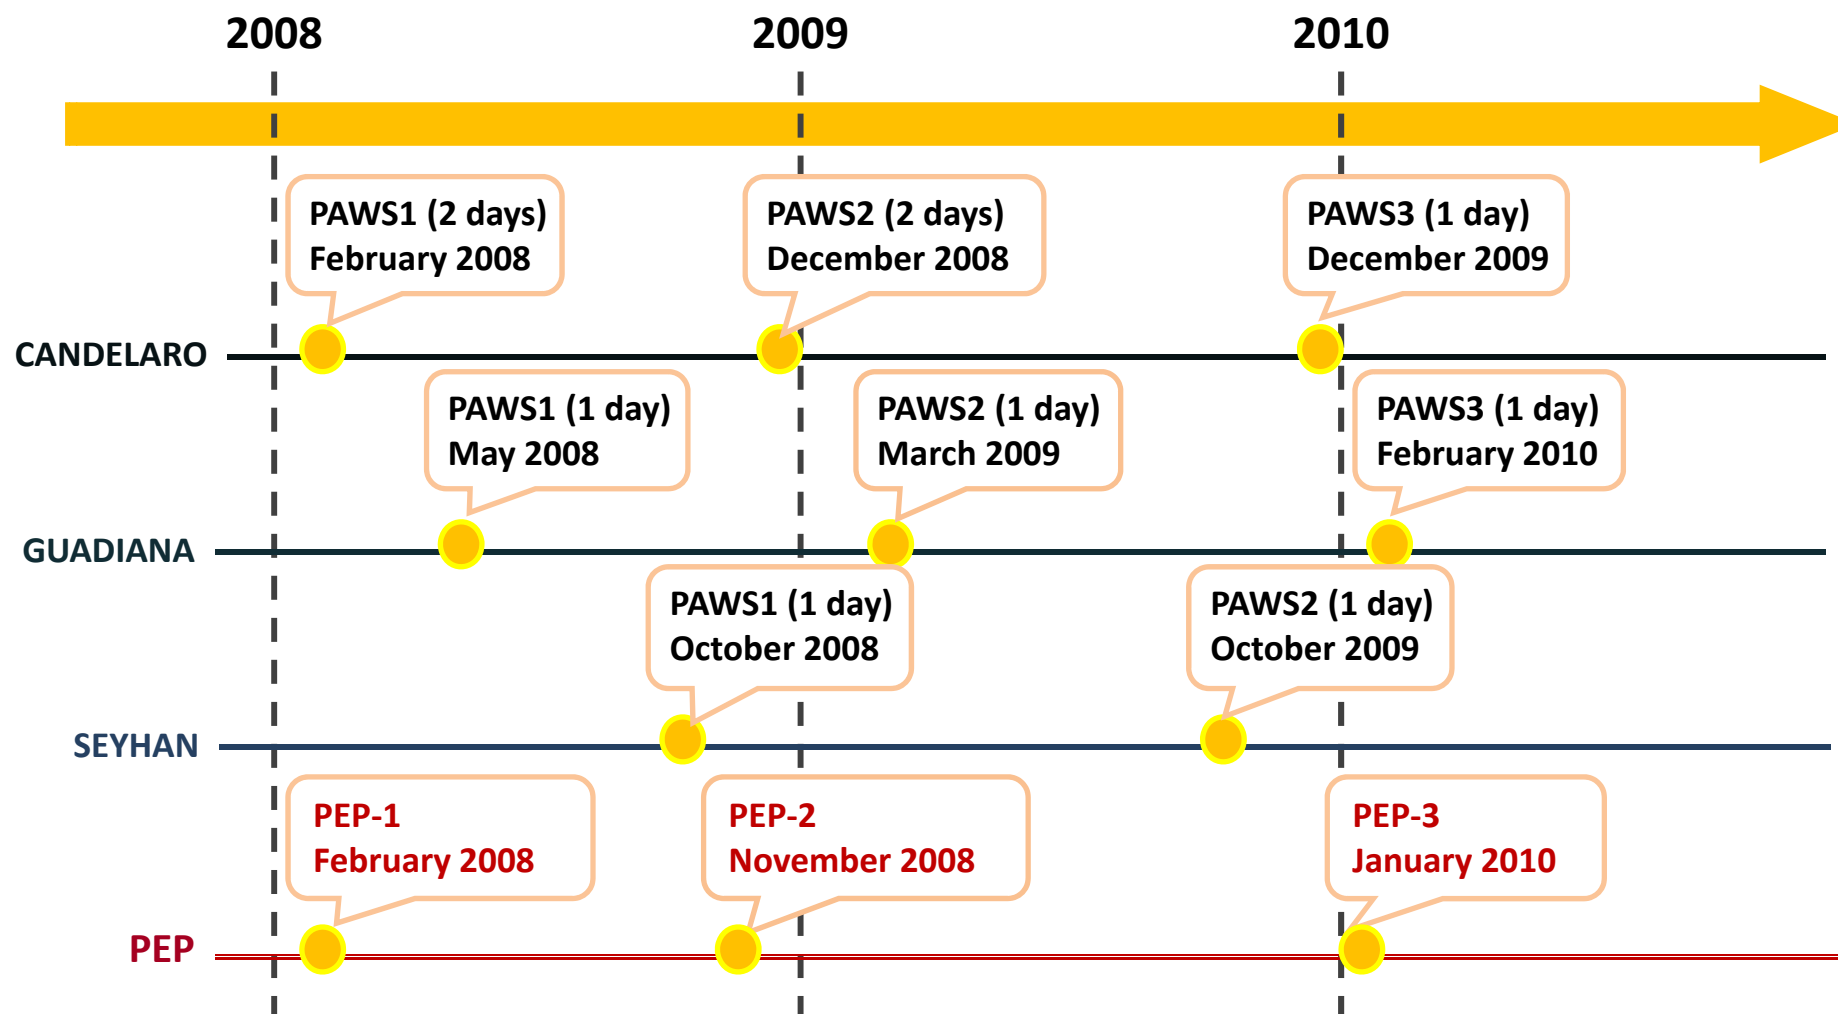 2008
2009
2010
PAWS1 (2 days)
February 2008
PAWS2 (2 days)
December 2008
PAWS3 (1 day)
December 2009
CANDELARO
PAWS1 (1 day)
May 2008
PAWS2 (1 day)
March 2009
PAWS3 (1 day)
February 2010
GUADIANA
PAWS1 (1 day)
October 2008
PAWS2 (1 day)
October 2009
SEYHAN
PEP-1
February 2008
PEP-2
November 2008
PEP-3
January 2010
PEP